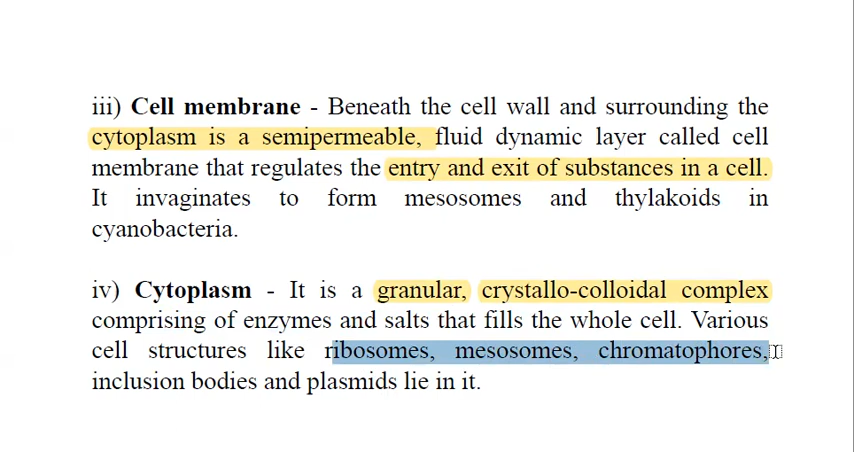 iii) Cell membrane - Beneath the cell wall and surrounding the
cytoplasm is a semipermeable, fluid dynamic layer called cell
membrane that regulates the entry and exit of substances in a cell.
It invaginates to form mesosomes and thylakoids in
cyanobacteria.
iv) Cytoplasm - It is a granular, crystallo-colloidal complex
comprising of enzymes and salts that fills the whole cell. Various
cell structures like ribosomes, mesosomes, chromatophores,
inclusion bodies and plasmids lie in it.